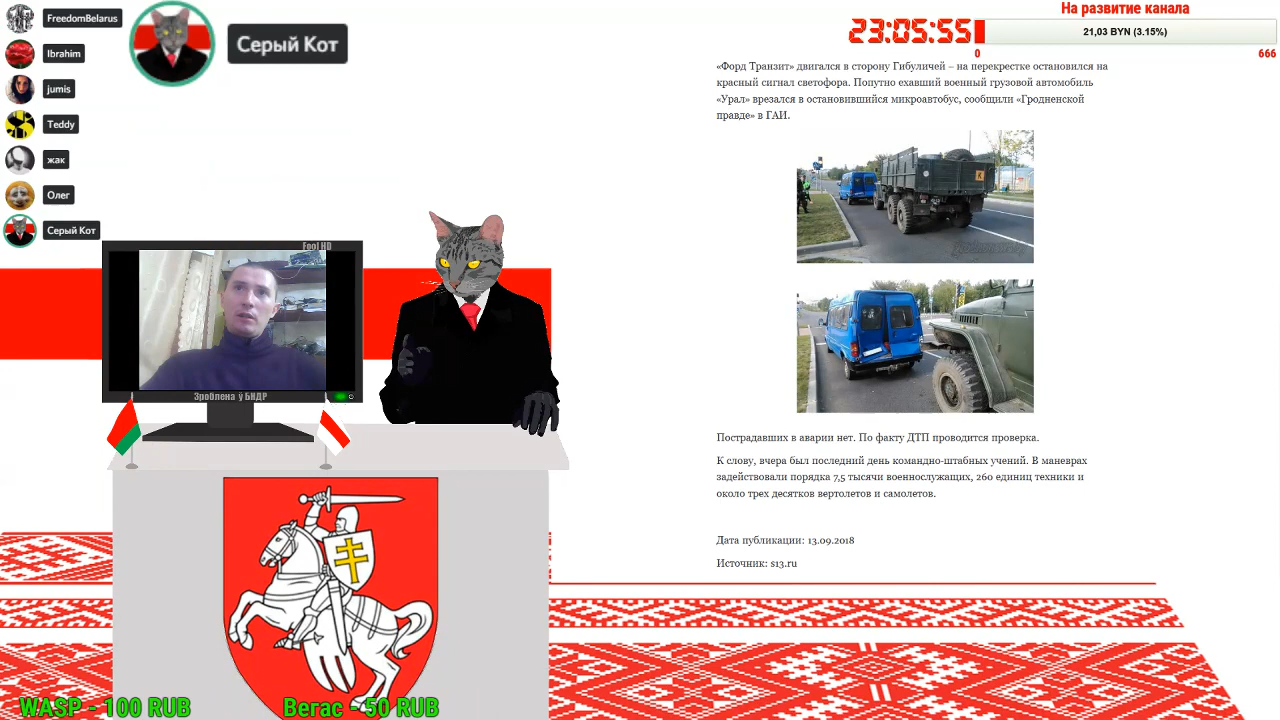 FreedomBelarus
Ibrahim
jumis
Teddy
жак
Олег
Серый Кот
Серый Кот
23:05:55
На развитие канала
21,03 BYN (3.15%)
0
666
«Форд Транзит» двигался в сторону Гибуличей – на перекрестке остановился на
красный сигнал светофора. Попутно ехавший военный грузовой автомобиль
«Урал» врезался в остановившийся микроавтобус, сообщили «Гродненской
правде» в ГАИ.
Fool HD
Зроблена ў БНДР
Пострадавших в аварии нет. По факту ДТП проводится проверка.
К слову, вчера был последний день командно-штабных учений. В маневрах
задействовали порядка 7,5 тысячи военнослужащих, 260 единиц техники и
около трех десятков вертолетов и самолетов.
Дата публикации: 13.09.2018
Источник: s13.ru
WASP - 100 RUB
Вегас - 50 RUB